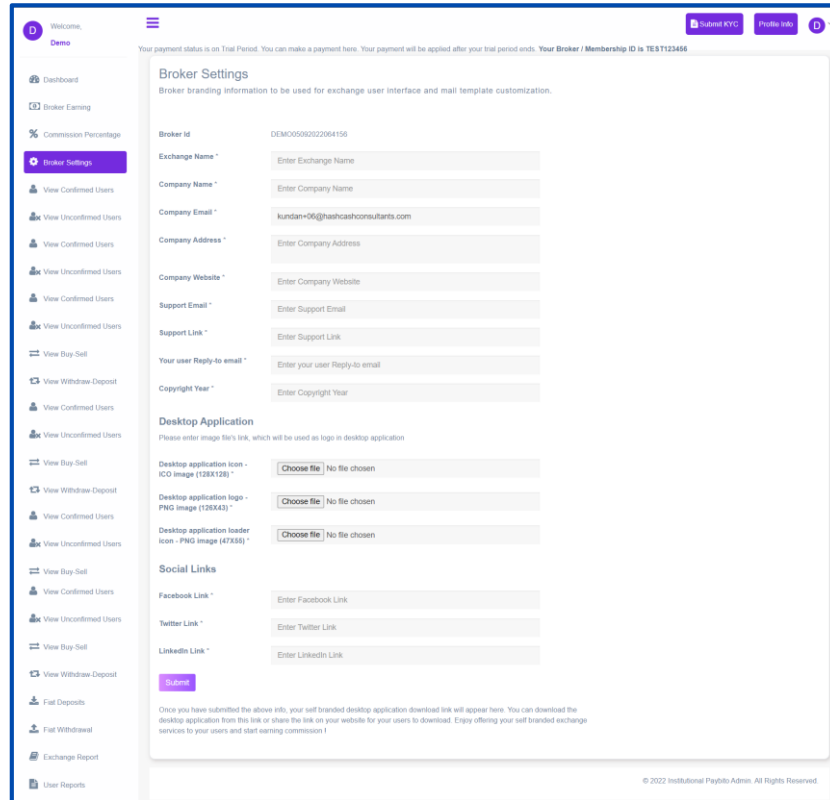 D
Welcome,
Demo
Submit KYC
Profile Info
D
Your payment status is on Trial Period. You can make a payment here. Your payment will be applied after your trial period ends. Your Broker / Membership ID is TEST123456
Dashboard
Broker Earning
Commission Percentage
Broker Settings
View Confirmed Users
View Unconfirmed Users
View Confirmed Users
View Unconfirmed Users
View Confirmed Users
View Unconfirmed Users
View Buy-Sell
View Withdraw-Deposit
View Confirmed Users
View Unconfirmed Users
View Buy-Sell
View Withdraw-Deposit
View Confirmed Users
View Unconfirmed Users
View Buy-Sell
View Confirmed Users
View Unconfirmed Users
View Buy-Sell
View Withdraw-Deposit
Fiat Deposits
Fiat Withdrawal
Exchange Report
User Reports
Broker Settings
Broker branding information to be used for exchange user interface and mail template customization.
Broker Id DEMO05092022064156
Exchange Name * Enter Exchange Name
Company Name * Enter Company Name
Company Email * kundan+06@hashcashconsultants.com
Company Address * Enter Company Address
Company Website * Enter Company Website
Support Email * Enter Support Email
Support Link * Enter Support Link
Your user Reply-to email * Enter your user Reply-to email
Copyright Year * Enter Copyright Year
Desktop Application
Please enter image file's link, which will be used as logo in desktop application
Desktop application icon -
ICO image (128X128) * Choose file No file chosen
Desktop application logo -
PNG image (126X43) * Choose file No file chosen
Desktop application loader
icon - PNG image (47X55) * Choose file No file chosen
Social Links
Facebook Link * Enter Facebook Link
Twitter Link * Enter Twitter Link
LinkedIn Link * Enter LinkedIn Link
Submit
Once you have submitted the above info, your self branded desktop application download link will appear here. You can download the
desktop application from this link or share the link on your website for your users to download. Enjoy offering your self branded exchange
services to your users and start earning commission !
© 2022 Institutional Paybito Admin. All Rights Reserved.